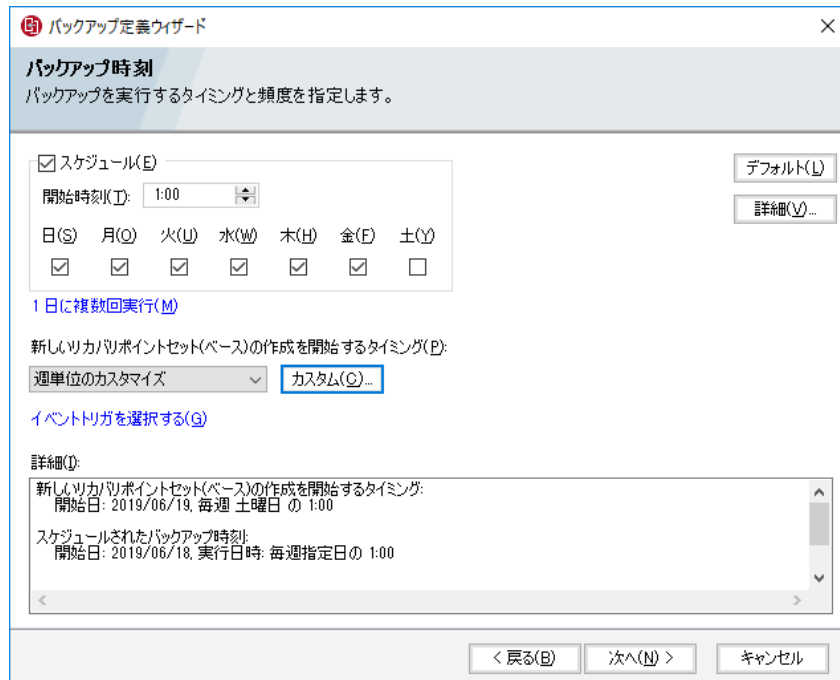 バックアップ定義ウィザード
バックアップ時刻
バックアップを実行するタイミングと頻度を指定します。
スケジュール(E)
デフォルト(L)
開始時刻(T): 1:00
詳細(V)...
日(S) 月(O) 火(U) 水(W) 木(H) 金(F) 土(Y)
1 日に複数回実行(M)
新しいリカバリポイントセット(ベース)の作成を開始するタイミング(P):
週単位のカスタマイズ カスタム(C)...
イベントトリガを選択する(G)
詳細(I):
新しいリカバリポイントセット(ベース)の作成を開始するタイミング:
開始日: 2019/06/19, 毎週 土曜日 の 1:00
スケジュールされたバックアップ時刻:
開始日: 2019/06/18, 実行日時: 毎週指定日の 1:00
< 戻る(B) 次へ(N) > キャンセル